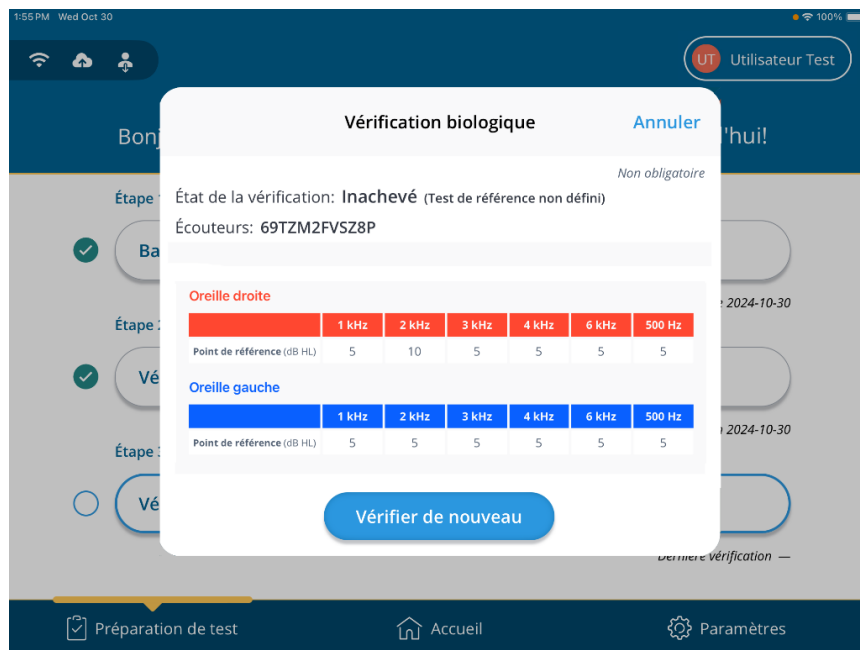 1:55 PM Wed Oct 30
100%
UT Utilisateur Test
Vérification biologique
Annuler
Bonj
'hui!
Non obligatoire
État de la vérification: Inachevé (Test de référence non défini)
Écouteurs: 69TZM2FVSZ8P
Étape
Ba
2024-10-30
Oreille droite
1 kHz 2 kHz 3 kHz 4 kHz 6 kHz 500 Hz
Point de référence (dB HL) 5 10 5 5 5 5
Étape 2
Vé
2024-10-30
Oreille gauche
1 kHz 2 kHz 3 kHz 4 kHz 6 kHz 500 Hz
Point de référence (dB HL) 5 5 5 5 5 5
Étape 3
Vé
Vérifier de nouveau
Dernière vérification —
Préparation de test
Accueil
Paramètres